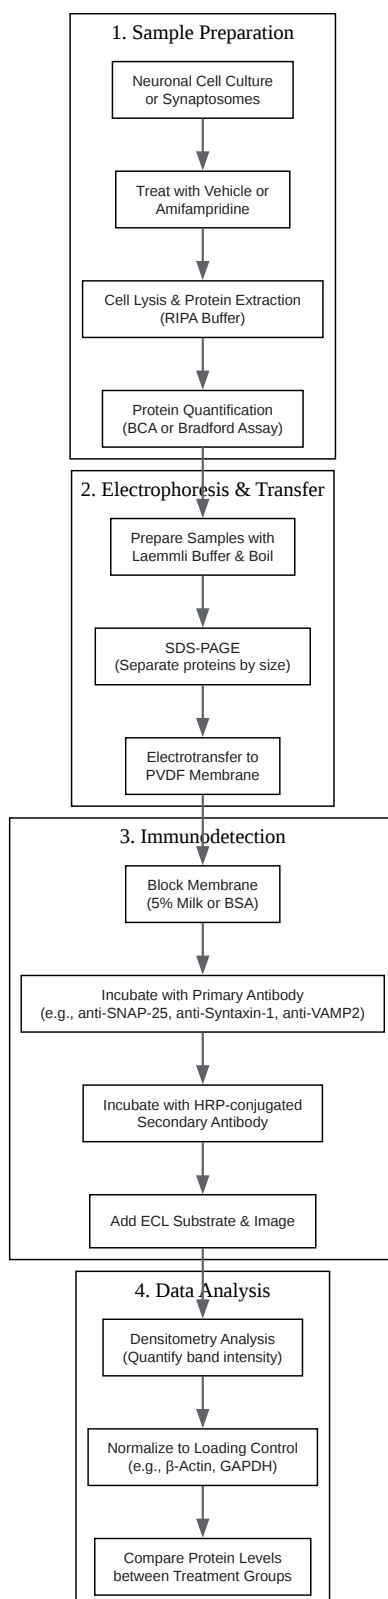 1. Sample Preparation
Neuronal Cell Culture
or Synaptosomes
Treat with Vehicle or
Amifampridine
Cell Lysis & Protein Extraction
(RIPA Buffer)
Protein Quantification
(BCA or Bradford Assay)
2. Electrophoresis & Transfer
Prepare Samples with
Laemmli Buffer & Boil
SDS-PAGE
(Separate proteins by size)
Electrotransfer to
PVDF Membrane
3. Immunodetection
Block Membrane
(5% Milk or BSA)
Incubate with Primary Antibody
(e.g., anti-SNAP-25, anti-Syntaxin-1, anti-VAMP2)
Incubate with HRP-conjugated
Secondary Antibody
Add ECL Substrate & Image
4. Data Analysis
Densitometry Analysis
(Quantify band intensity)
Normalize to Loading Control
(e.g., β-Actin, GAPDH)
Compare Protein Levels
between Treatment Groups